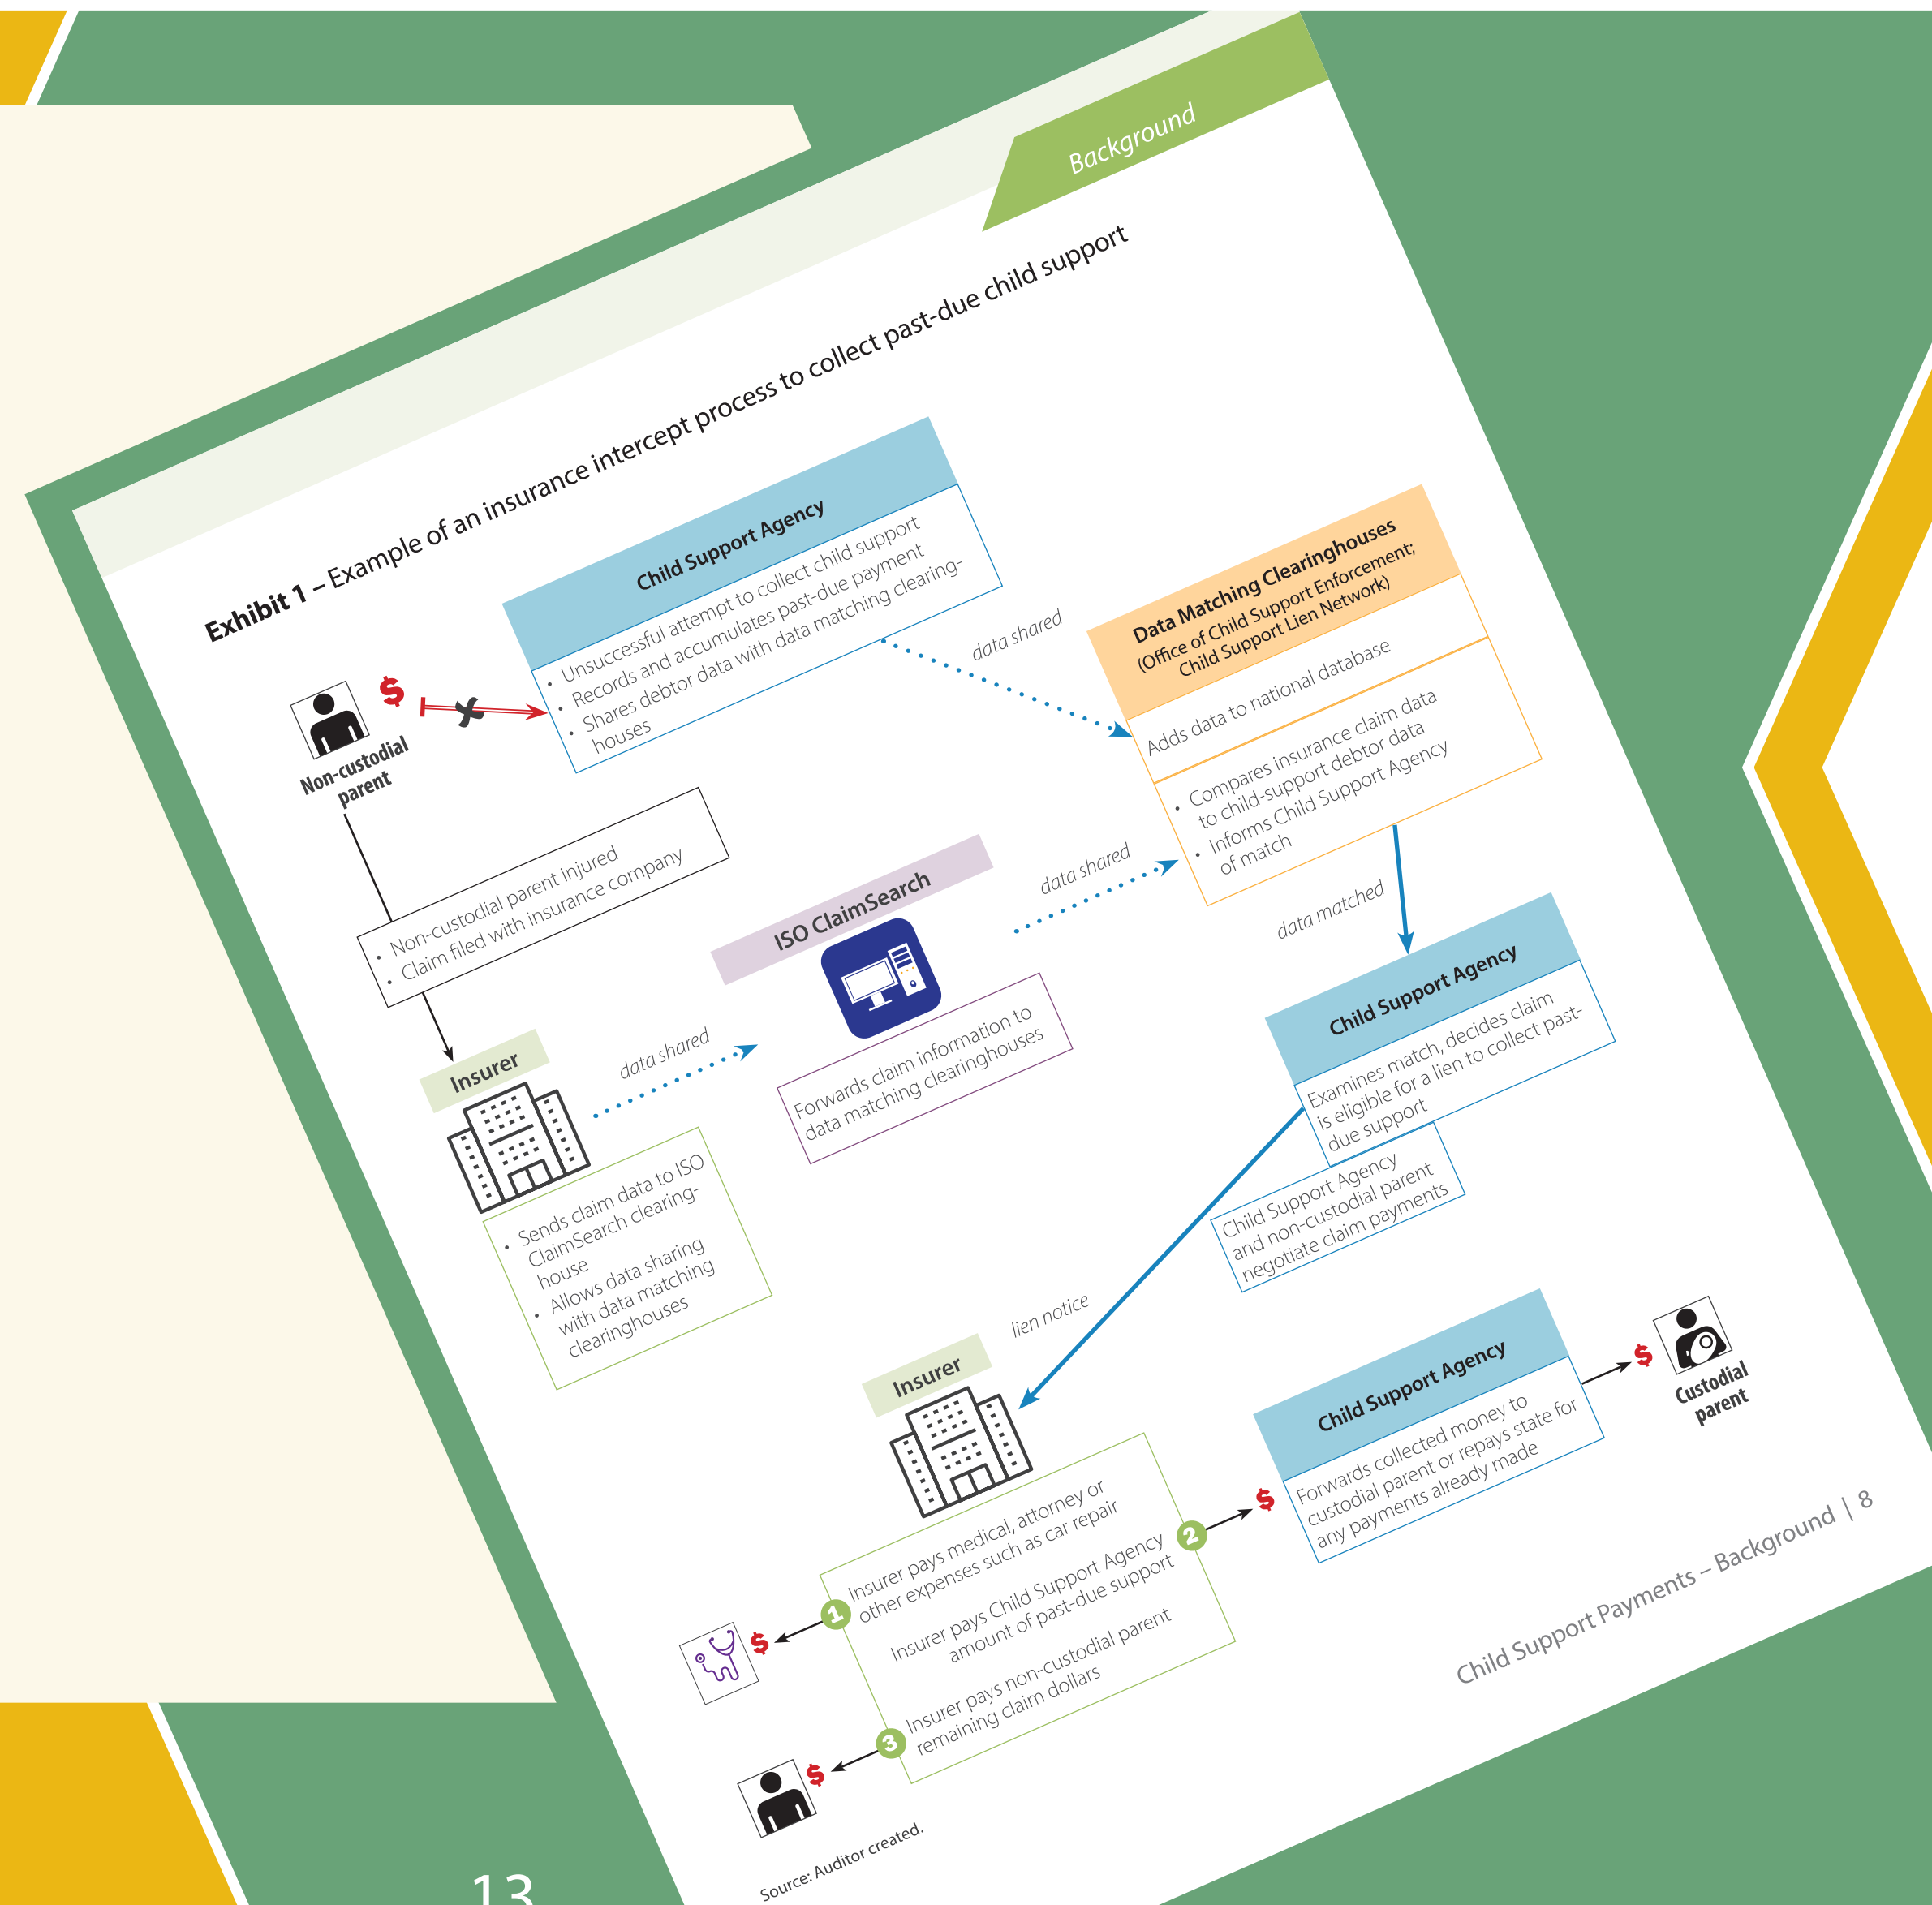 Background
Exhibit 1 – Example of an insurance intercept process to collect past-due child support
Child Support Agency
• Unsuccessful attempt to collect child support
• Records and accumulates past-due payment
• Shares debtor data with data matching clearing-
houses
$
Non-custodial
parent
data shared
Data Matching Clearinghouses
(Office of Child Support Enforcement;
Child Support Lien Network)
Adds data to national database
• Compares insurance claim data
to child-support debtor data
• Informs Child Support Agency
of match
• Non-custodial parent injured
• Claim filed with insurance company
Insurer
• Sends claim data to ISO
ClaimSearch clearing-
house
• Allows data sharing
with data matching
clearinghouses
data shared
ISO ClaimSearch
Forwards claim information to
data matching clearinghouses
data shared
data matched
Child Support Agency
Examines match, decides claim
is eligible for a lien to collect past-
due support
Child Support Agency
and non-custodial parent
negotiate claim payments
lien notice
Insurer
1
Insurer pays medical, attorney or
other expenses such as car repair
$
2
Insurer pays Child Support Agency
amount of past-due support
$
3
Insurer pays non-custodial parent
remaining claim dollars
$
Child Support Agency
Forwards collected money to
custodial parent or repays state for
any payments already made
$
Custodial
parent
Source: Auditor created.
Child Support Payments – Background | 8
13